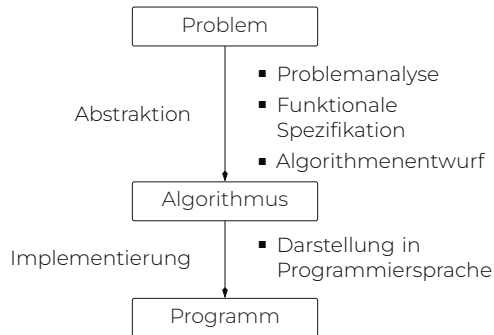 Problem
Abstraktion
▪ Problemanalyse
▪ Funktionale
Spezifikation
▪ Algorithmenentwurf
Algorithmus
Implementierung
▪ Darstellung in
Programmiersprache
Programm